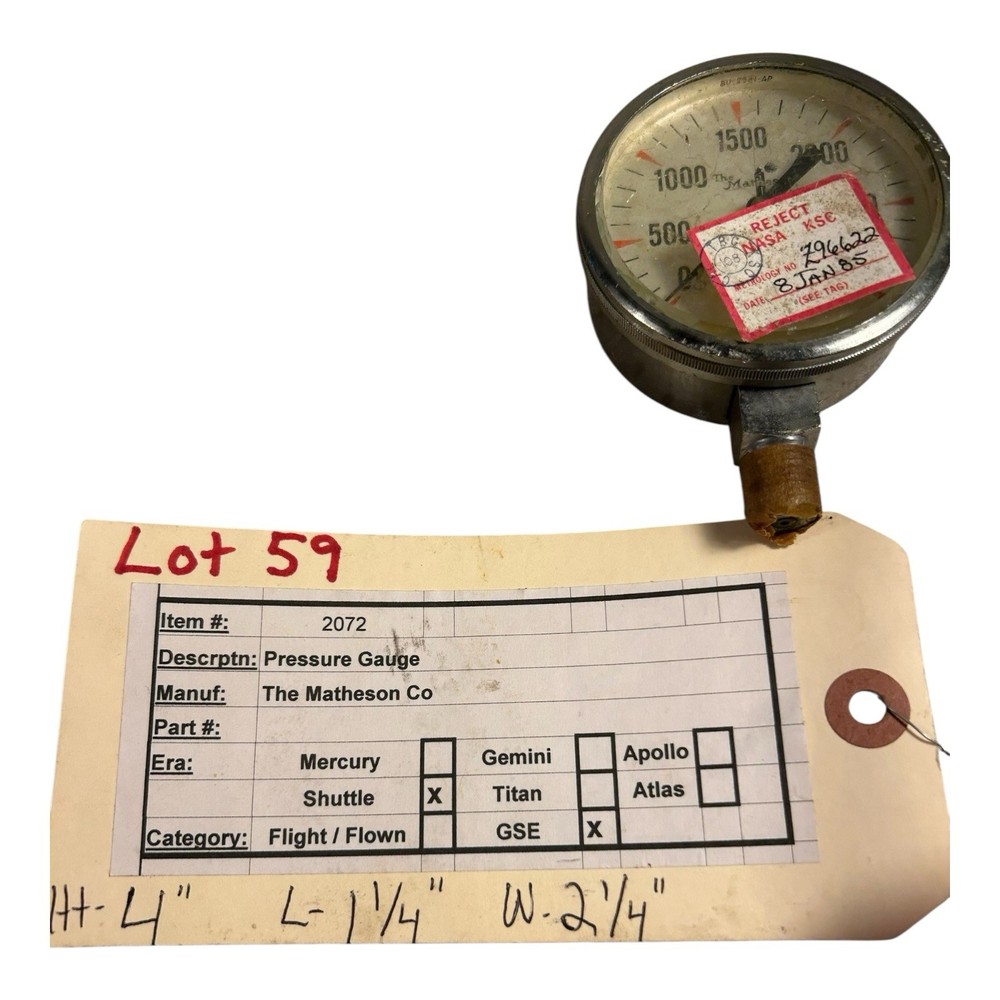 1500
2000
1000
500
0
The
REJECT
NASA KSC
METROLOGY NO. Z96622
DATE 8 JAN 85
(SEE TAG)
Lot 59
Item #: 2072
Descrptn: Pressure Gauge
Manuf: The Matheson Co
Part #:
Era: Mercury Gemini Apollo
Shuttle X Titan Atlas
Category: Flight / Flown GSE X
H- 4" L- 1 1/4" W- 2 1/4"